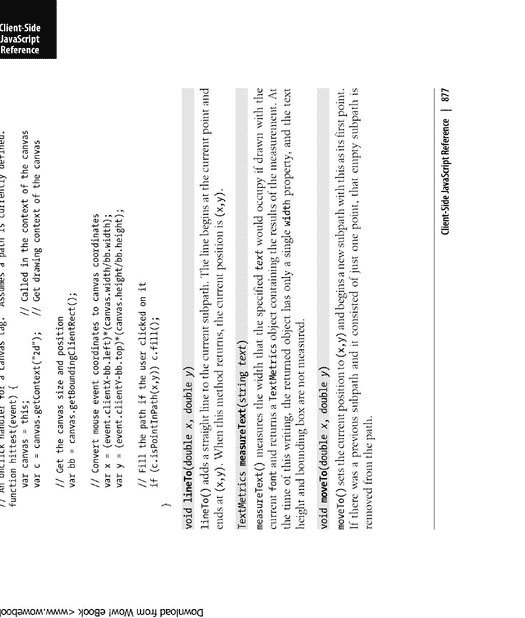 // An onclick handler for a canvas tag.  Assumes a path is currently defined.
function hittest(event) {
    var canvas = this;                // Called in the context of the canvas
    var c = canvas.getContext("2d");  // Get drawing context of the canvas
    // Get the canvas size and position
    var bb = canvas.getBoundingClientRect();
    // Convert mouse event coordinates to canvas coordinates
    var x = (event.clientX-bb.left)*(canvas.width/bb.width);
    var y = (event.clientY-bb.top)*(canvas.height/bb.height);
    // Fill the path if the user clicked on it
    if (c.isPointInPath(x,y)) c.fill();
}
void lineTo(double x, double y)
lineTo() adds a straight line to the current subpath. The line begins at the current point and
ends at (x,y). When this method returns, the current position is (x,y).
TextMetrics measureText(string text)
measureText() measures the width that the specified text would occupy if drawn with the
current font and returns a TextMetrics object containing the results of the measurement. At
the time of this writing, the returned object has only a single width property, and the text
height and bounding box are not measured.
void moveTo(double x, double y)
moveTo() sets the current position to (x,y) and begins a new subpath with this as its first point.
If there was a previous subpath and it consisted of just one point, that empty subpath is
removed from the path.
Client-Side JavaScript Reference | 877
Client-Side
JavaScript
Reference
Download from Wow! eBook <www.wowebook